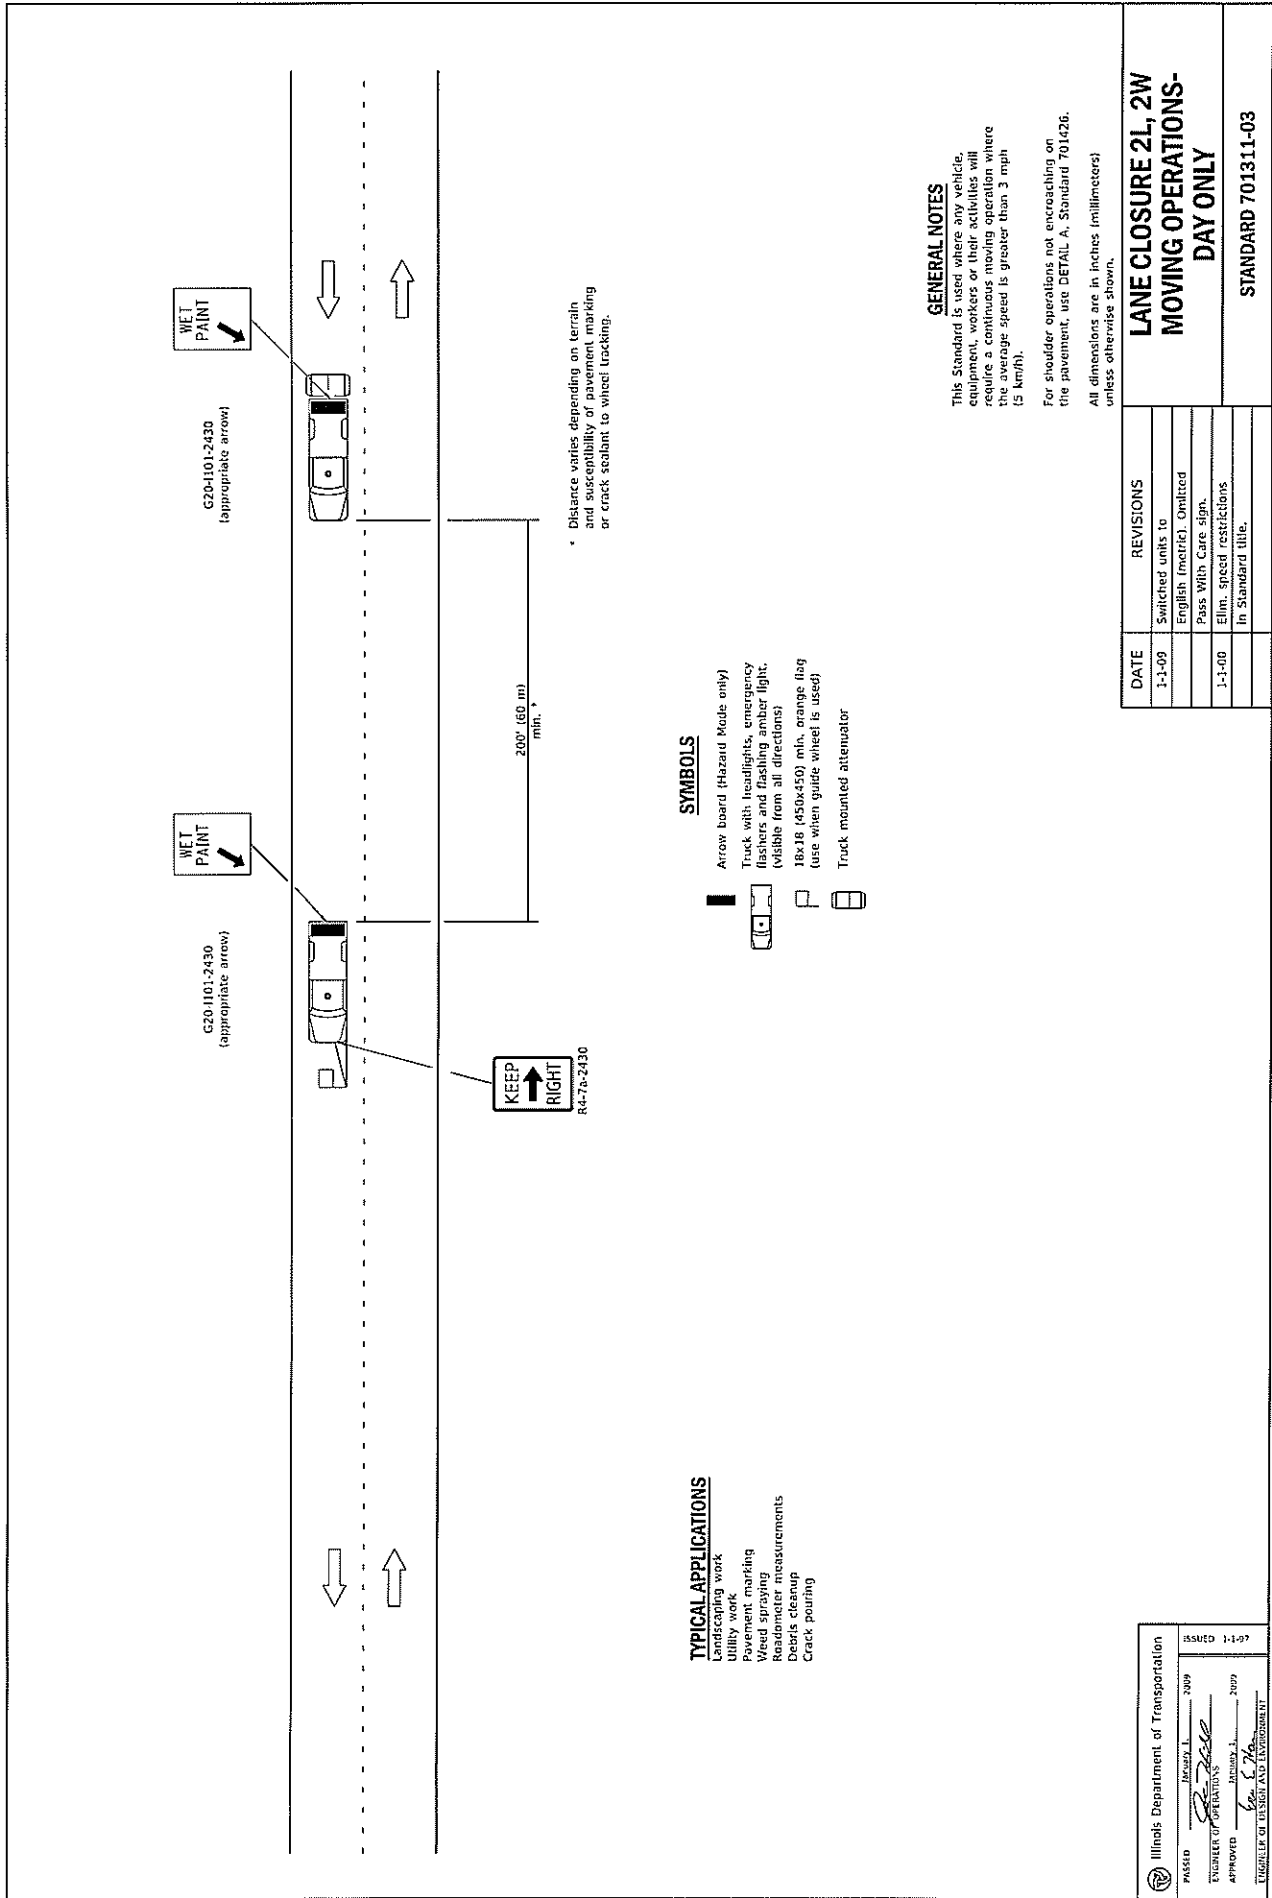 WET
PAINT
G20-I101-2430
(appropriate arrow)
WET
PAINT
G20-I101-2430
(appropriate arrow)
KEEP
RIGHT
R4-7a-2430
200' (60 m)
min. *
* Distance varies depending on terrain
and susceptibility of pavement marking
or crack sealant to wheel tracking.
TYPICAL APPLICATIONS
Landscaping work
Utility work
Pavement marking
Weed spraying
Roadometer measurements
Debris cleanup
Crack pouring
SYMBOLS
Arrow board (Hazard Mode only)
Truck with headlights, emergency
flashers and flashing amber light.
(visible from all directions)
18x18 (450x450) min. orange flag
(use when guide wheel is used)
Truck mounted attenuator
GENERAL NOTES
This Standard is used where any vehicle,
equipment, workers or their activities will
require a continuous moving operation where
the average speed is greater than 3 mph
(5 km/h).
For shoulder operations not encroaching on
the pavement, use DETAIL A, Standard 701426.
All dimensions are in inches (millimeters)
unless otherwise shown.
Illinois Department of Transportation
PASSED January 1, 2009
ENGINEER OF OPERATIONS
APPROVED January 1, 2009
ENGINEER OF DESIGN AND ENVIRONMENT
ISSUED 1-1-97
DATE REVISIONS
1-1-09 Switched units to
English (metric). Omitted
Pass With Care sign.
1-1-00 Elim. speed restrictions
in Standard title.
LANE CLOSURE 2L, 2W
MOVING OPERATIONS-
DAY ONLY
STANDARD 701311-03